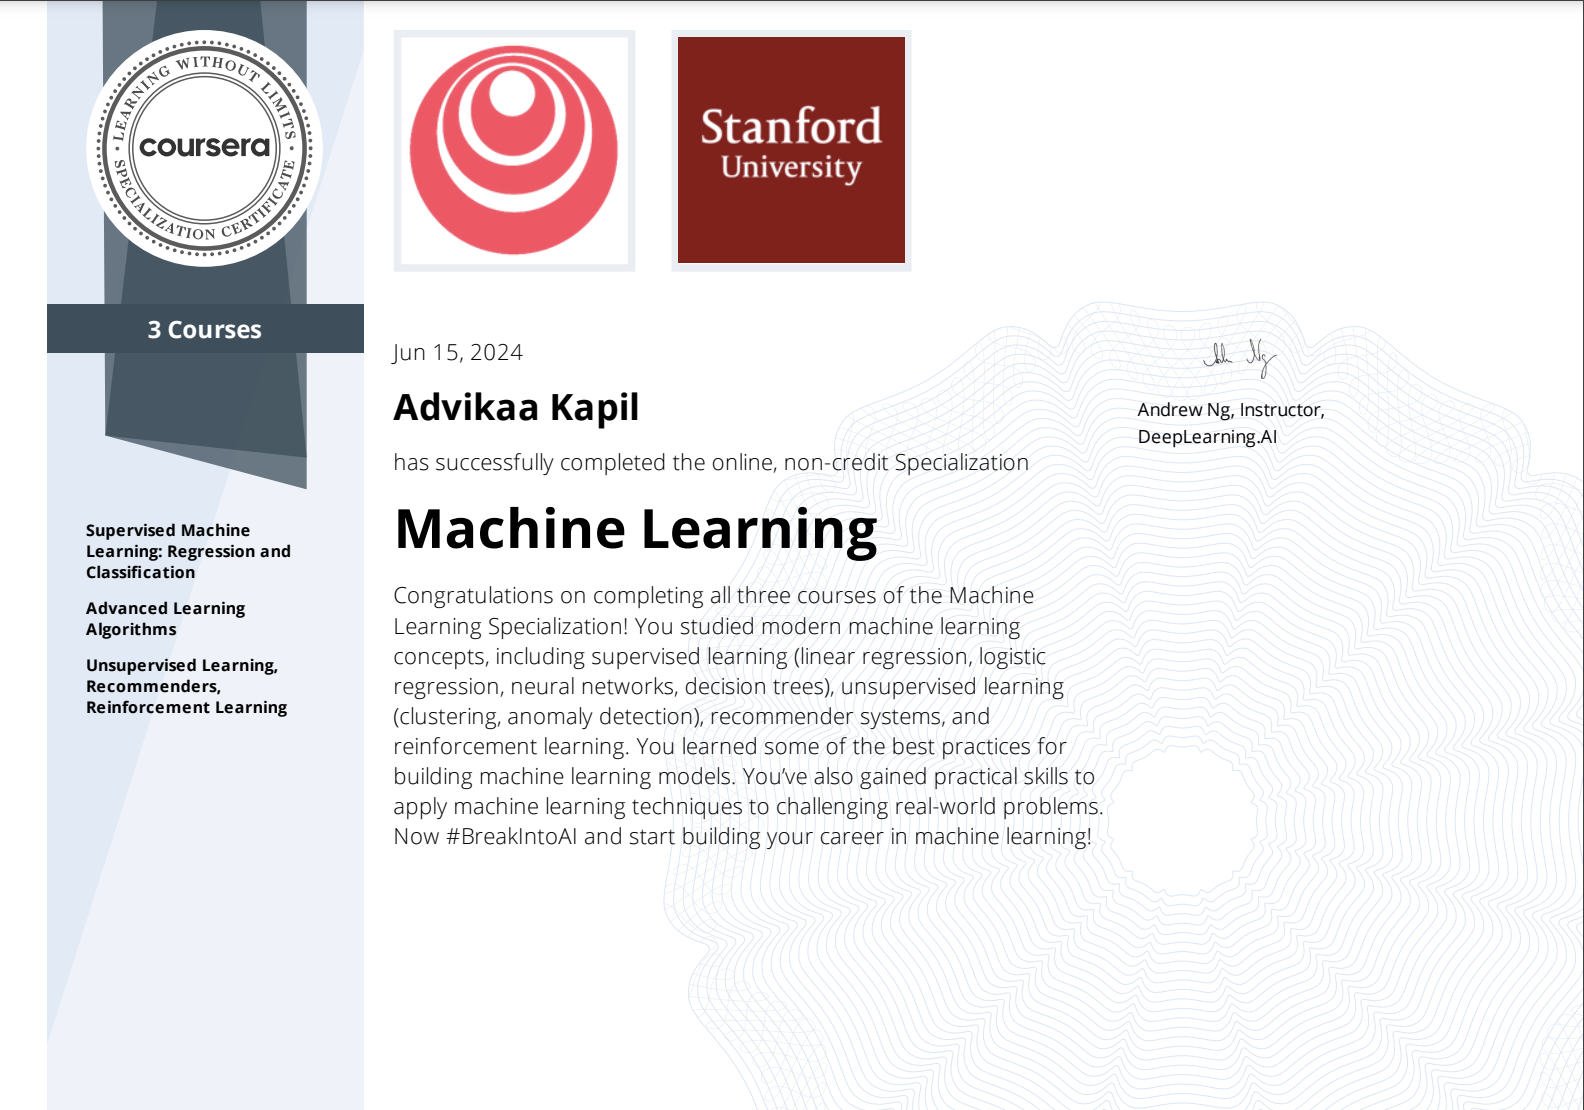 LEARNING WITHOUT LIMITS
coursera
SPECIALIZATION CERTIFICATE
Stanford
University
3 Courses
Supervised Machine
Learning: Regression and
Classification
Advanced Learning
Algorithms
Unsupervised Learning,
Recommenders,
Reinforcement Learning
Jun 15, 2024
Advikaa Kapil
has successfully completed the online, non-credit Specialization
Machine Learning
Congratulations on completing all three courses of the Machine
Learning Specialization! You studied modern machine learning
concepts, including supervised learning (linear regression, logistic
regression, neural networks, decision trees), unsupervised learning
(clustering, anomaly detection), recommender systems, and
reinforcement learning. You learned some of the best practices for
building machine learning models. You’ve also gained practical skills to
apply machine learning techniques to challenging real-world problems.
Now #BreakIntoAI and start building your career in machine learning!
Andrew Ng, Instructor,
DeepLearning.AI